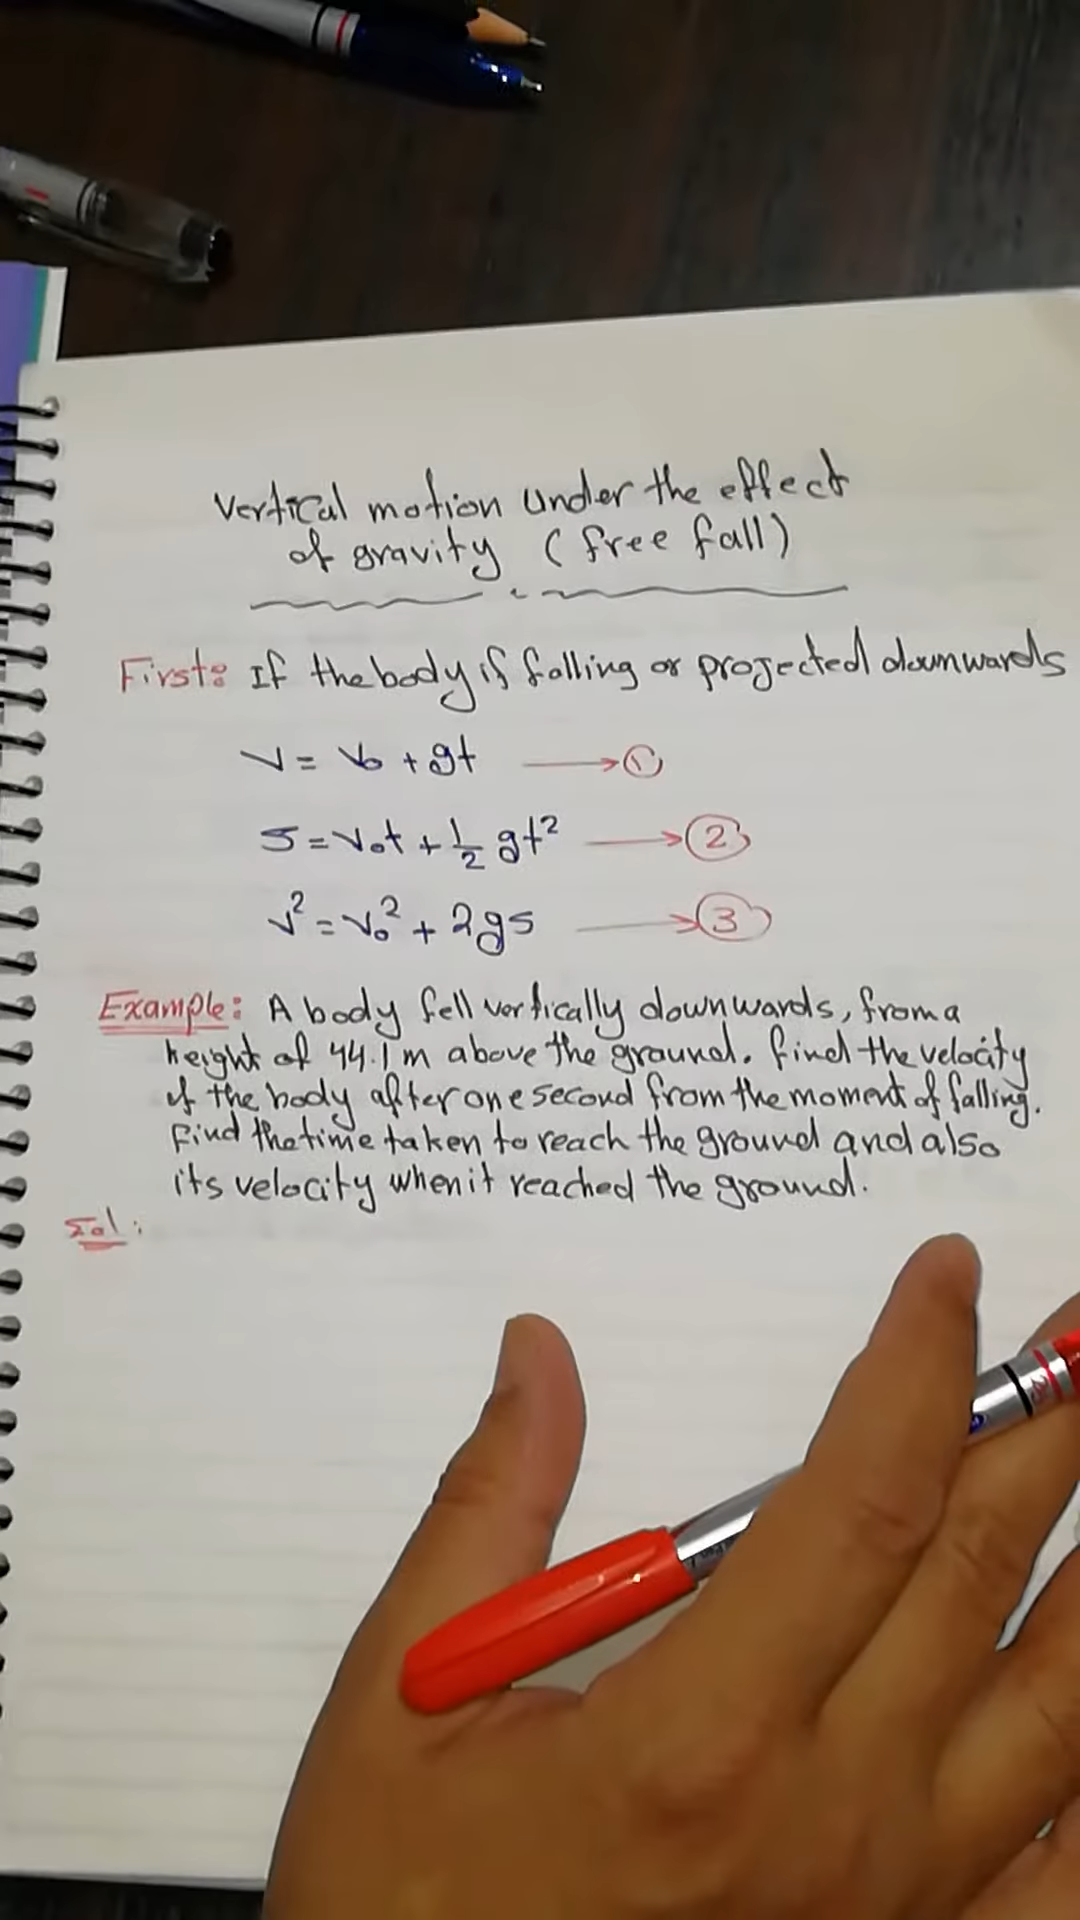 Vertical motion under the effect
of gravity (free fall)
First: If the body if falling or projected downwards
V = V₀ + gt → ①
S = V₀t + 1/2 gt² → ②
V² = V₀² + 2gs → ③
Example: A body fell vertically downwards, from a
height of 44.1 m above the ground. find the velocity
of the body after one second from the moment of falling.
Find the time taken to reach the ground and also
its velocity when it reached the ground.
Sol: